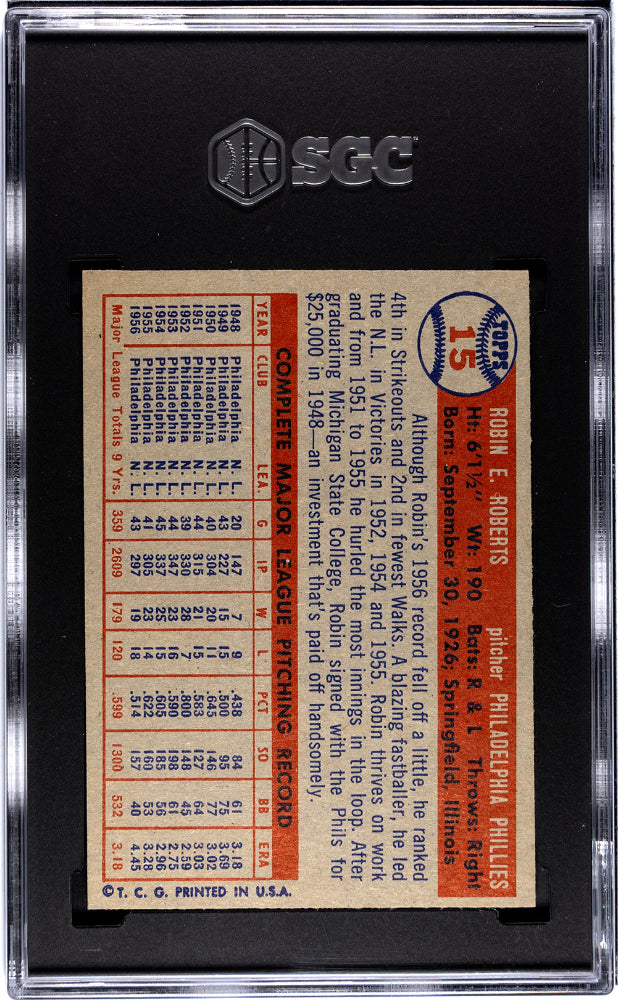 SGC
TOPPS
15
ROBIN E. ROBERTS pitcher PHILADELPHIA PHILLIES
Ht: 6'1½" Wt: 190 Bats: R & L Throws: Right
Born: September 30, 1926; Springfield, Illinois
Although Robin's 1956 record fell off a little, he ranked
4th in Strikeouts and 2nd in fewest Walks. A blazing fastballer, he led
the N.L. in Victories in 1952, 1954 and 1955. Robin thrives on work
and from 1951 to 1955 he hurled the most innings in the loop. After
graduating Michigan State College, Robin signed with the Phils for
$25,000 in 1948—an investment that's paid off handsomely.
COMPLETE MAJOR LEAGUE PITCHING RECORD
YEAR CLUB LEA. G IP W L PCT SO BB ERA
1948 Philadelphia N. L. 20 147 7 9 .438 84 61 3.18
1949 Philadelphia N. L. 43 227 15 15 .500 95 75 3.69
1950 Philadelphia N. L. 40 304 20 11 .645 146 77 3.02
1951 Philadelphia N. L. 44 315 21 15 .583 127 64 3.03
1952 Philadelphia N. L. 39 330 28 7 .800 148 45 2.59
1953 Philadelphia N. L. 44 347 23 16 .590 198 61 2.75
1954 Philadelphia N. L. 45 337 23 15 .605 185 56 2.96
1955 Philadelphia N. L. 41 305 23 14 .622 160 53 3.28
1956 Philadelphia N. L. 43 297 19 18 .514 157 40 4.45
Major League Totals 9 Yrs. 359 2609 179 120 .599 1300 532 3.18
© T. C. G. PRINTED IN U.S.A.